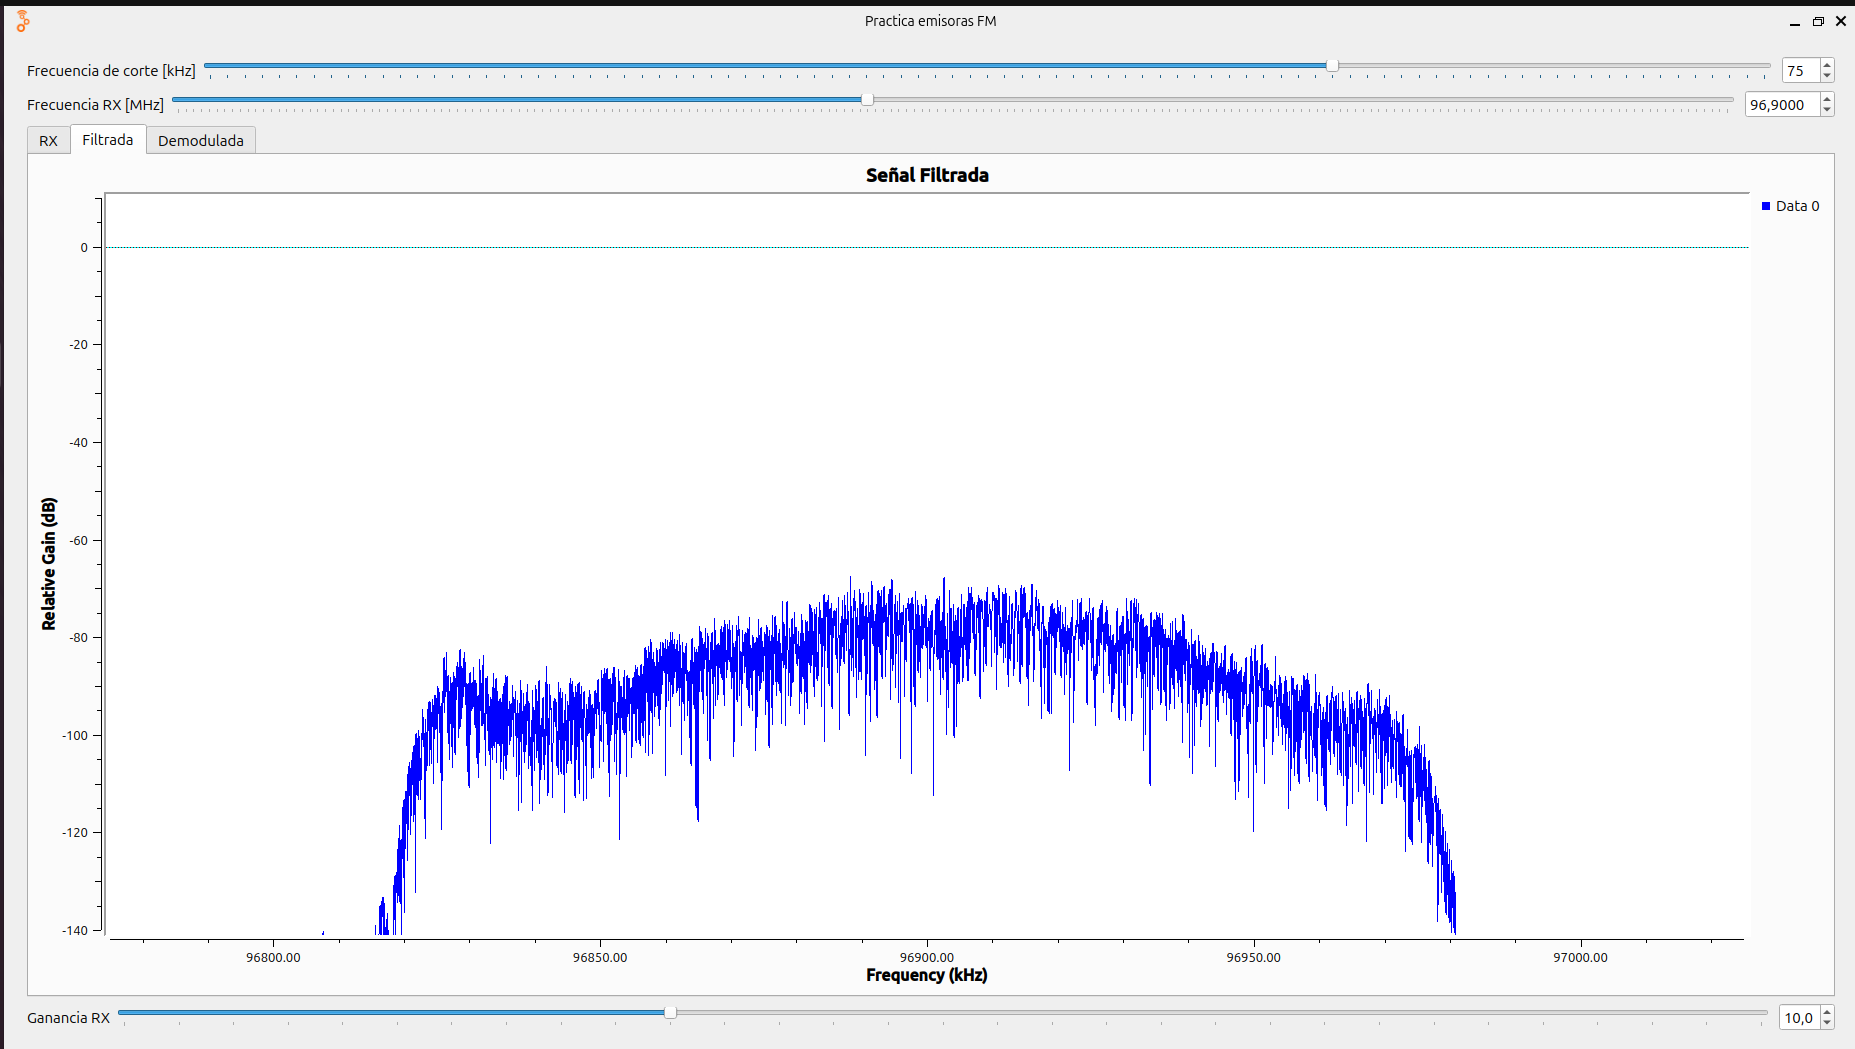 Practica emisoras FM
Frecuencia de corte [kHz]
75
Frecuencia RX [MHz]
96,9000
RX
Filtrada
Demodulada
Señal Filtrada
Data 0
0
-20
-40
-60
-80
-100
-120
-140
Relative Gain (dB)
96800.00
96850.00
96900.00
96950.00
97000.00
Frequency (kHz)
Ganancia RX
10,0